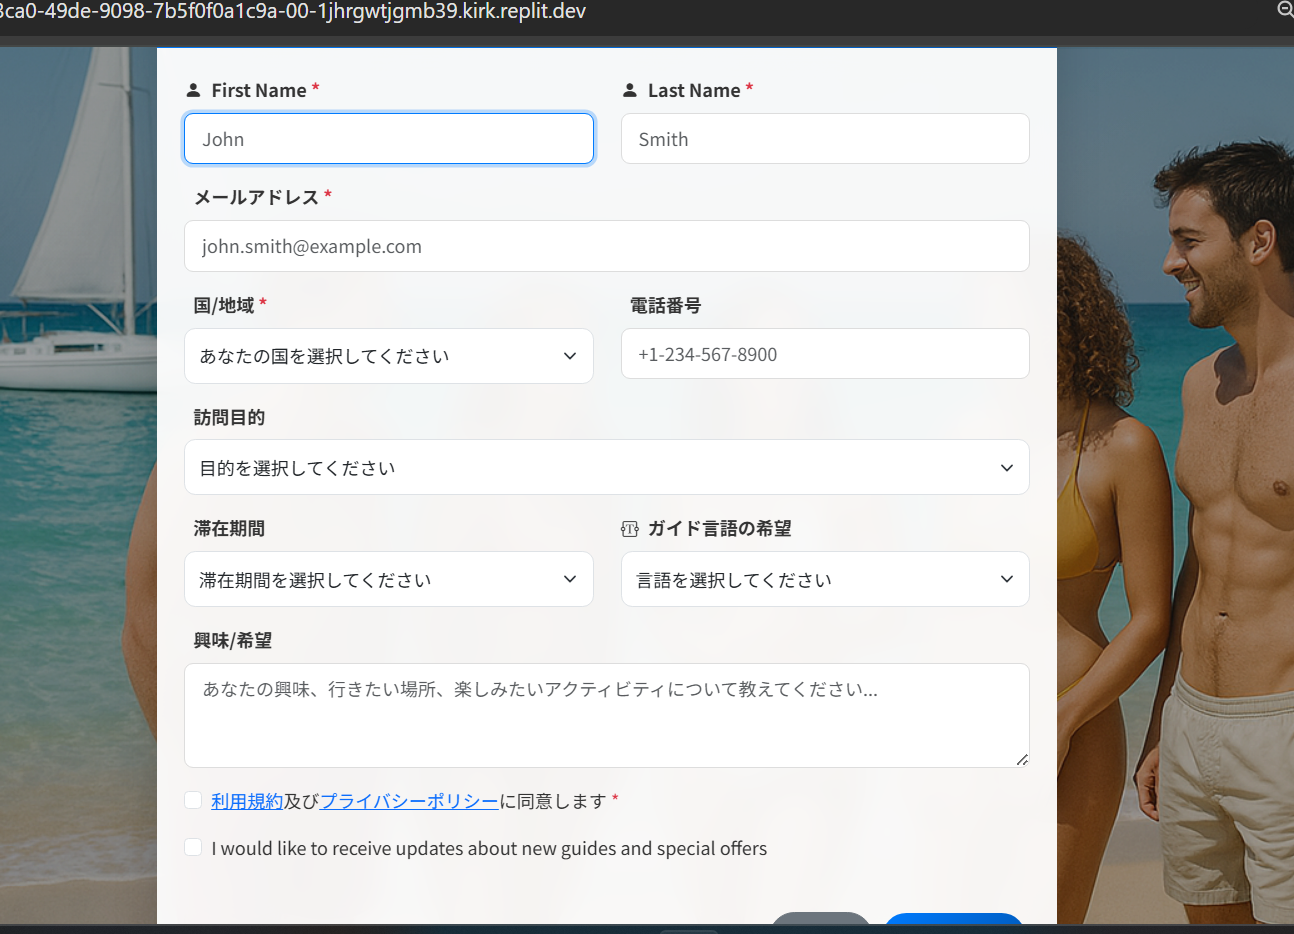 3ca0-49de-9098-7b5f0f0a1c9a-00-1jhrgwtjgmb39.kirk.replit.dev
First Name *
Last Name *
John
Smith
メールアドレス *
john.smith@example.com
国/地域 *
電話番号
あなたの国を選択してください
+1-234-567-8900
訪問目的
目的を選択してください
滞在期間
ガイド言語の希望
滞在期間を選択してください
言語を選択してください
興味/希望
あなたの興味、行きたい場所、楽しみたいアクティビティについて教えてください...
利用規約及びプライバシーポリシーに同意します *
I would like to receive updates about new guides and special offers